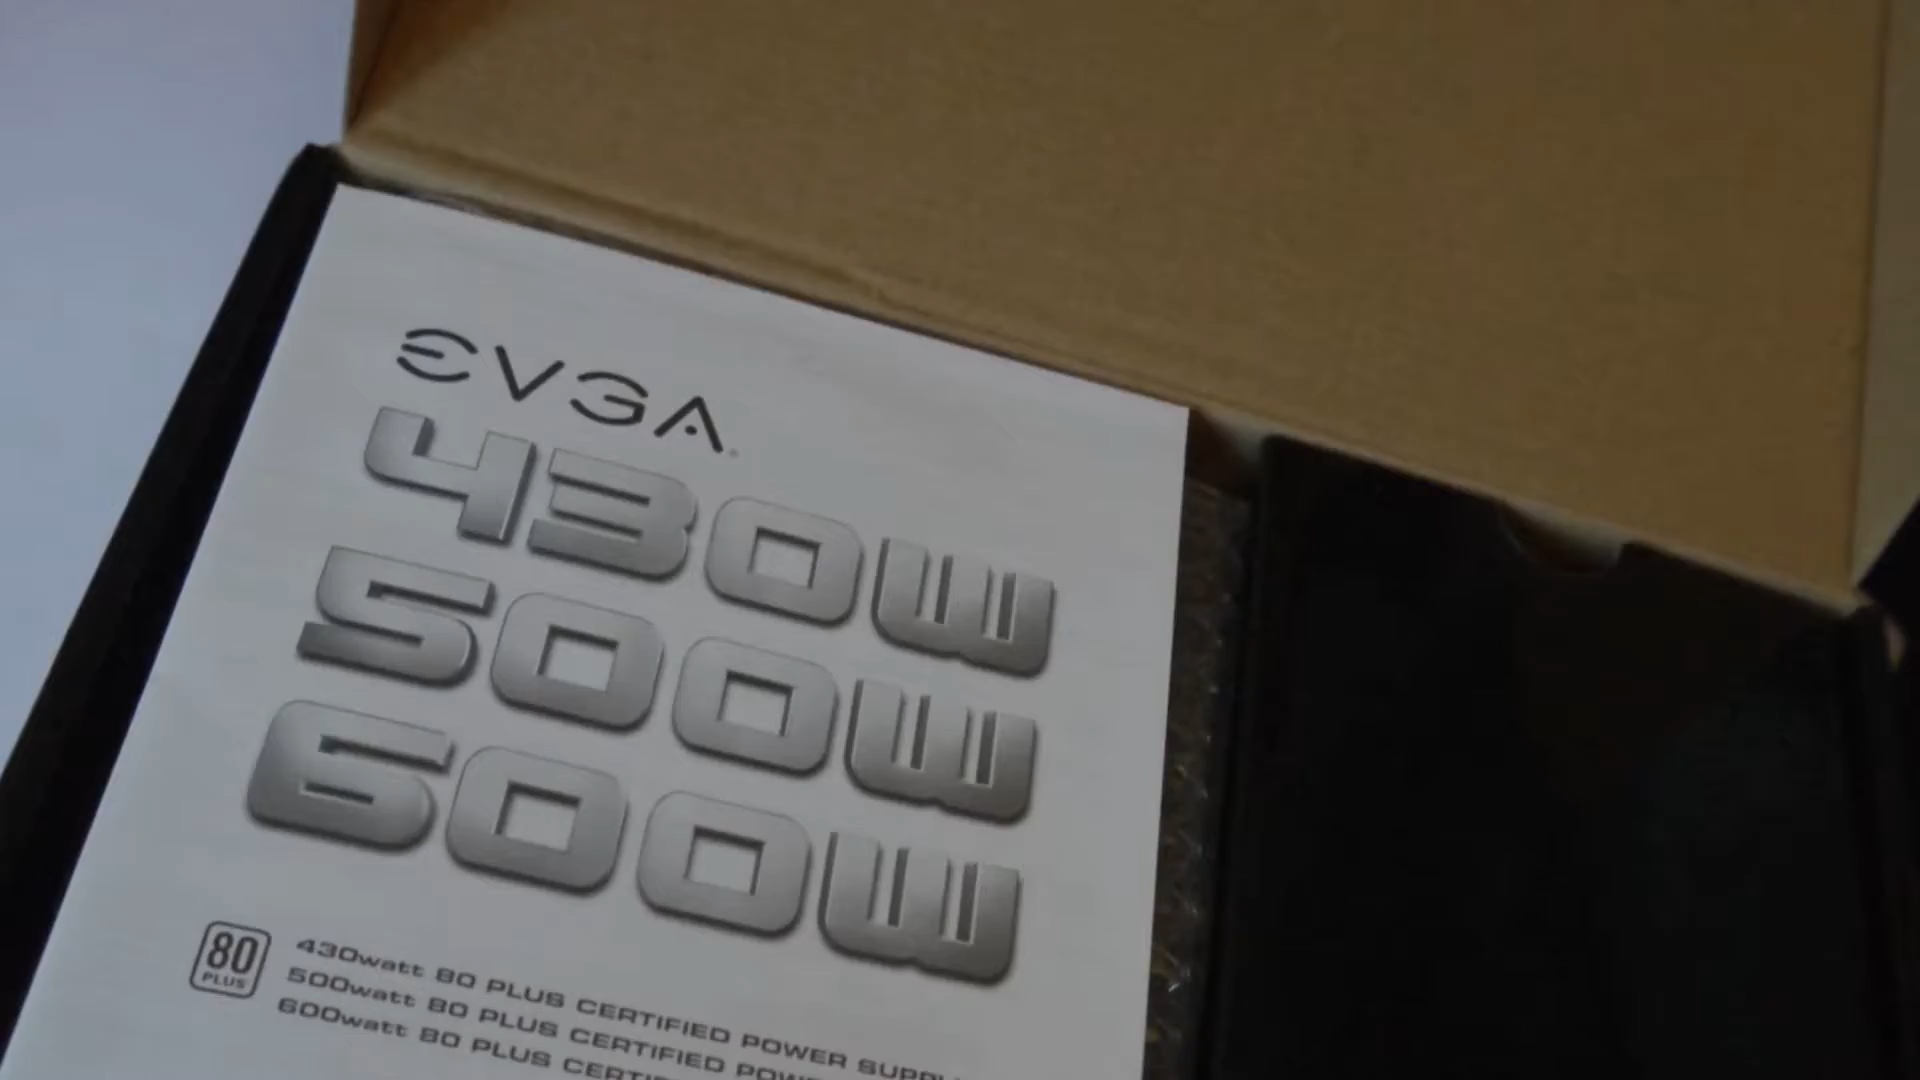 EVGA
430W
500W
600W
80
PLUS
430watt 80 PLUS CERTIFIED POWER
500watt 80 PLUS CERTIFIED
600watt 80 PLUS